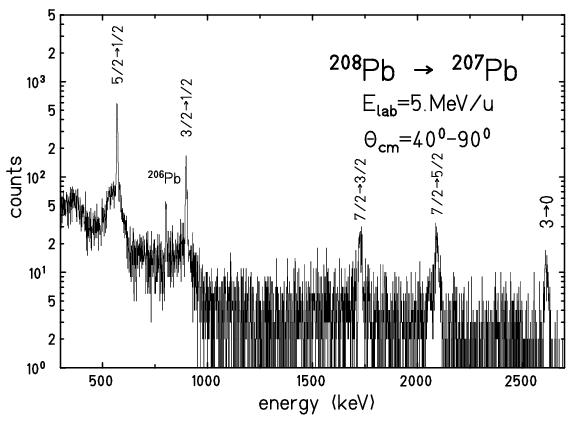 5
10³
5
2
10²
5
2
10¹
5
2
10⁰
counts
5/2→1/2
3/2→1/2
²⁰⁶Pb
²⁰⁸Pb → ²⁰⁷Pb
E_lab=5.MeV/u
Θ_cm=40⁰-90⁰
7/2→3/2
7/2→5/2
3→0
500 1000 1500 2000 2500
energy (keV)